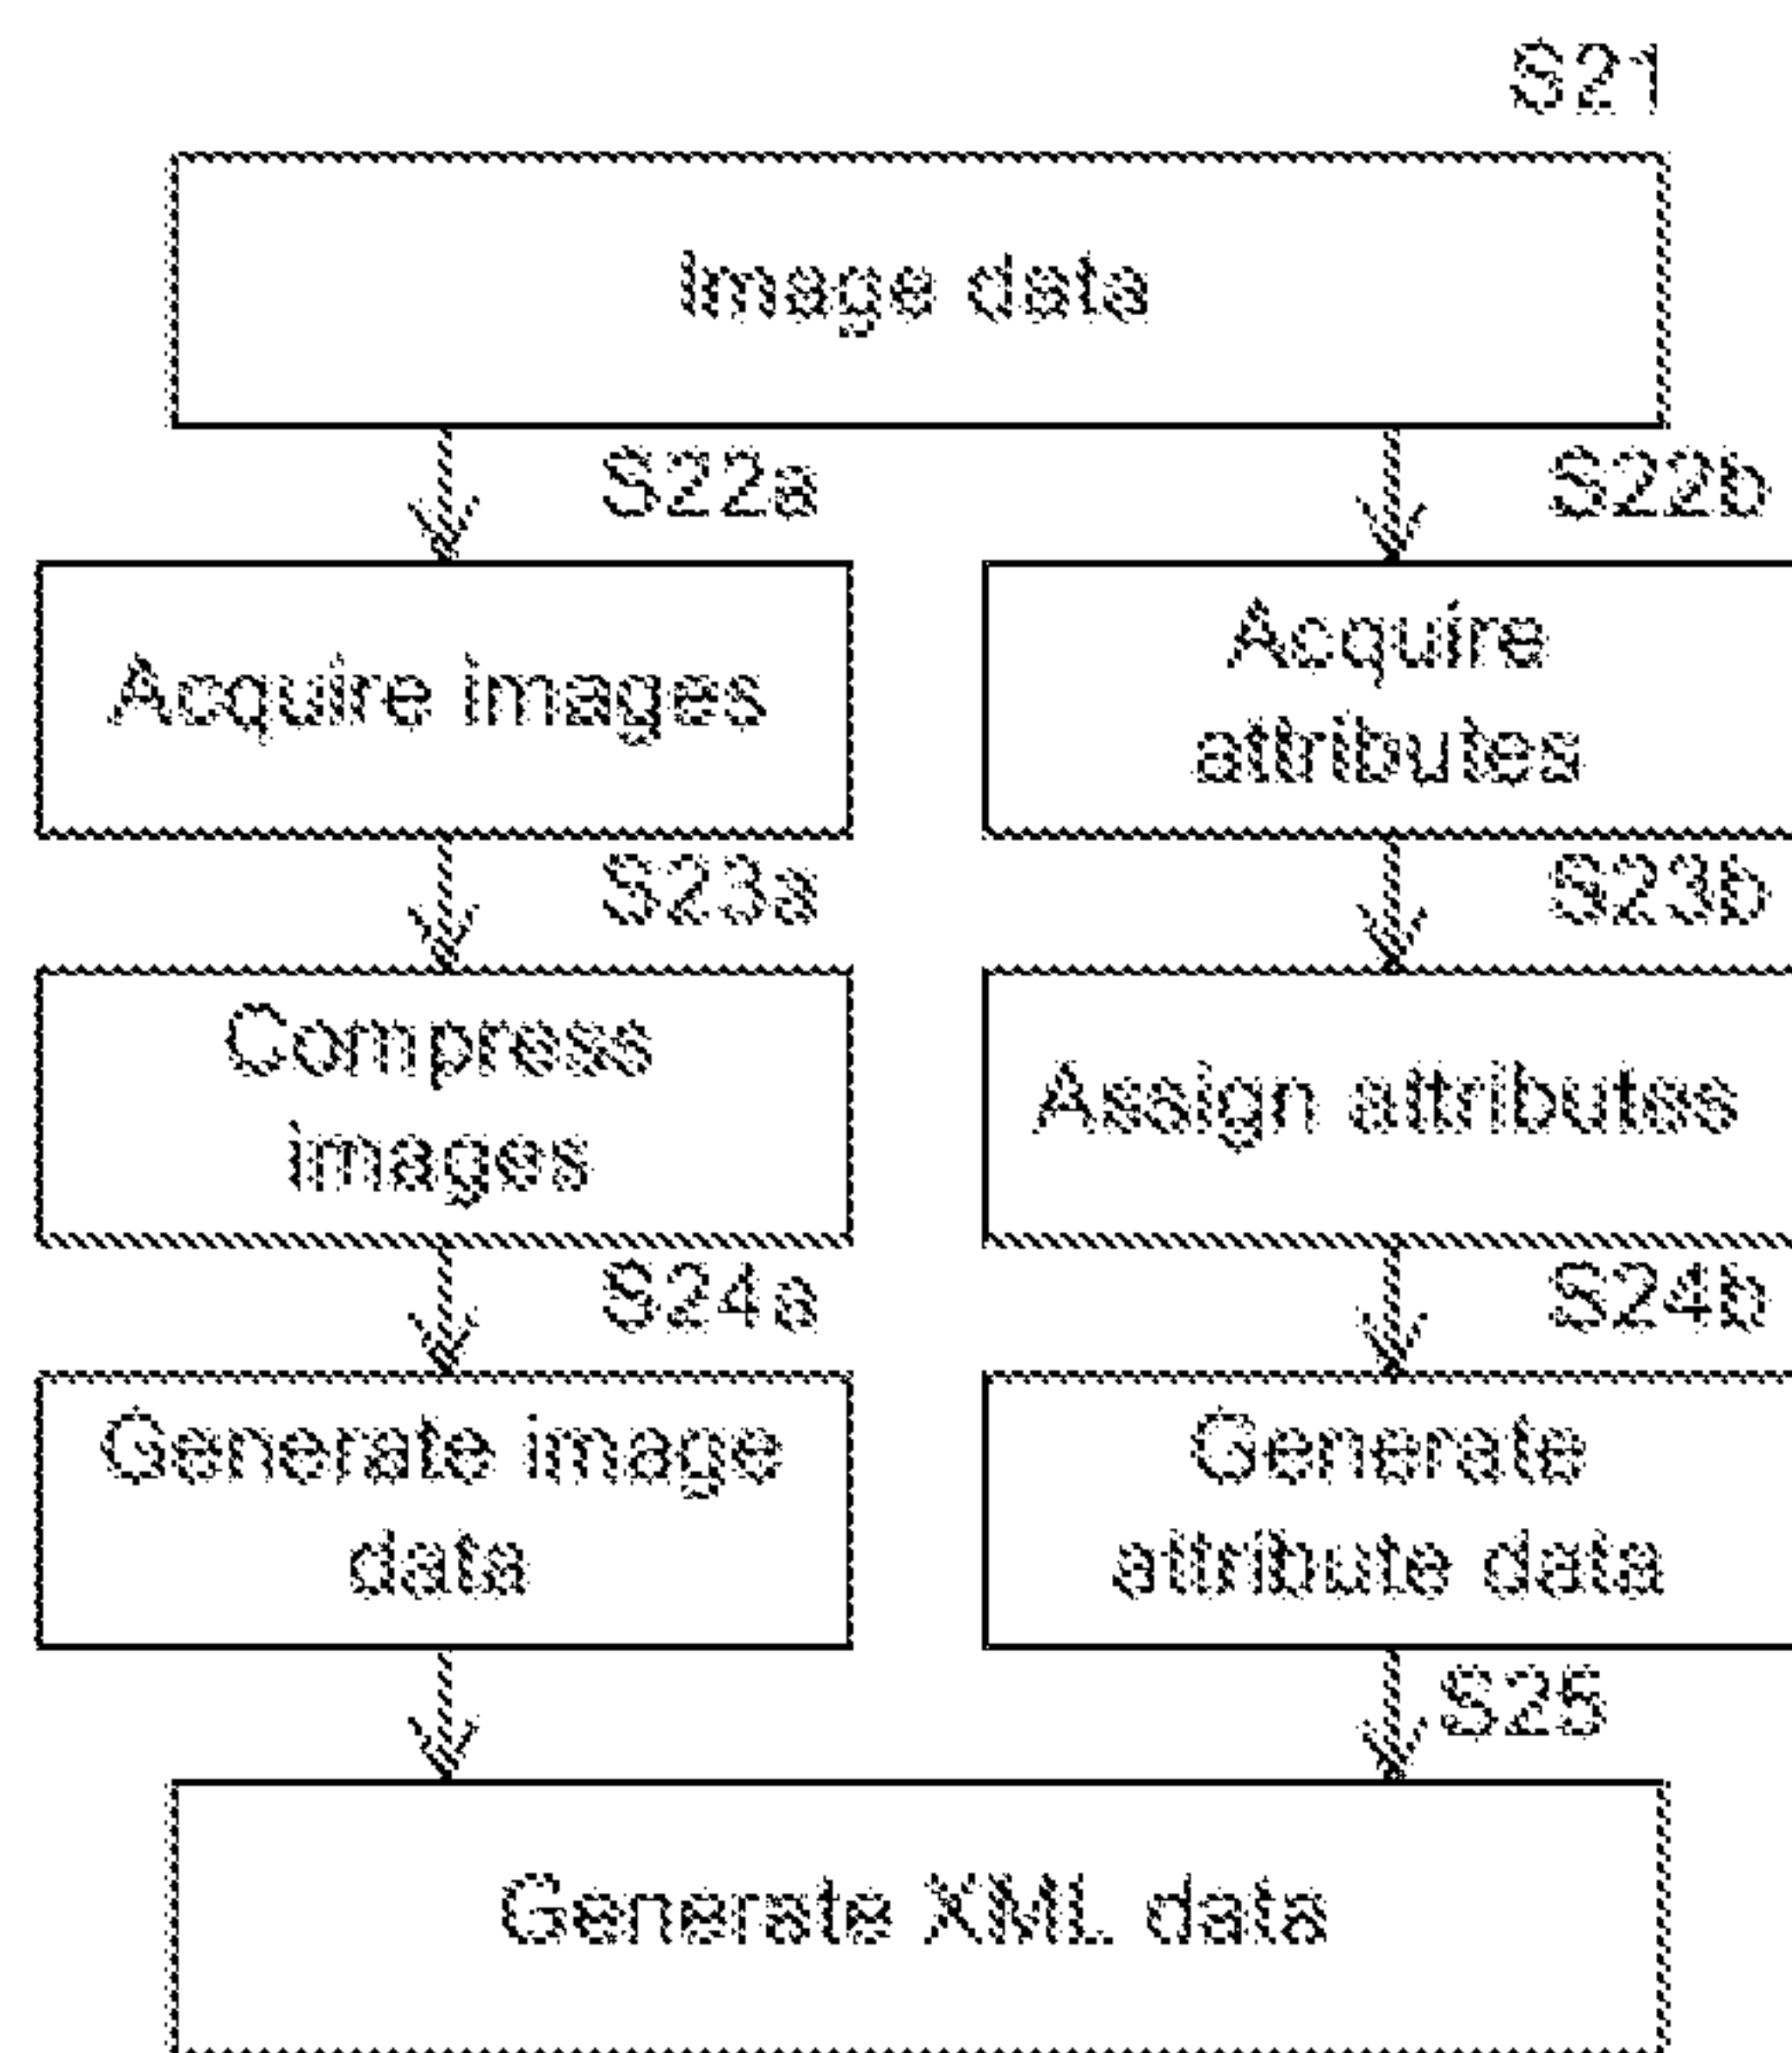 S21
Image data
S22a
S22b
Acquire images
Acquire
attributes
S23a
S23b
Compress
images
Assign attributes
S24a
S24b
Generate image
data
Generate
attribute data
S25
Generate XML data